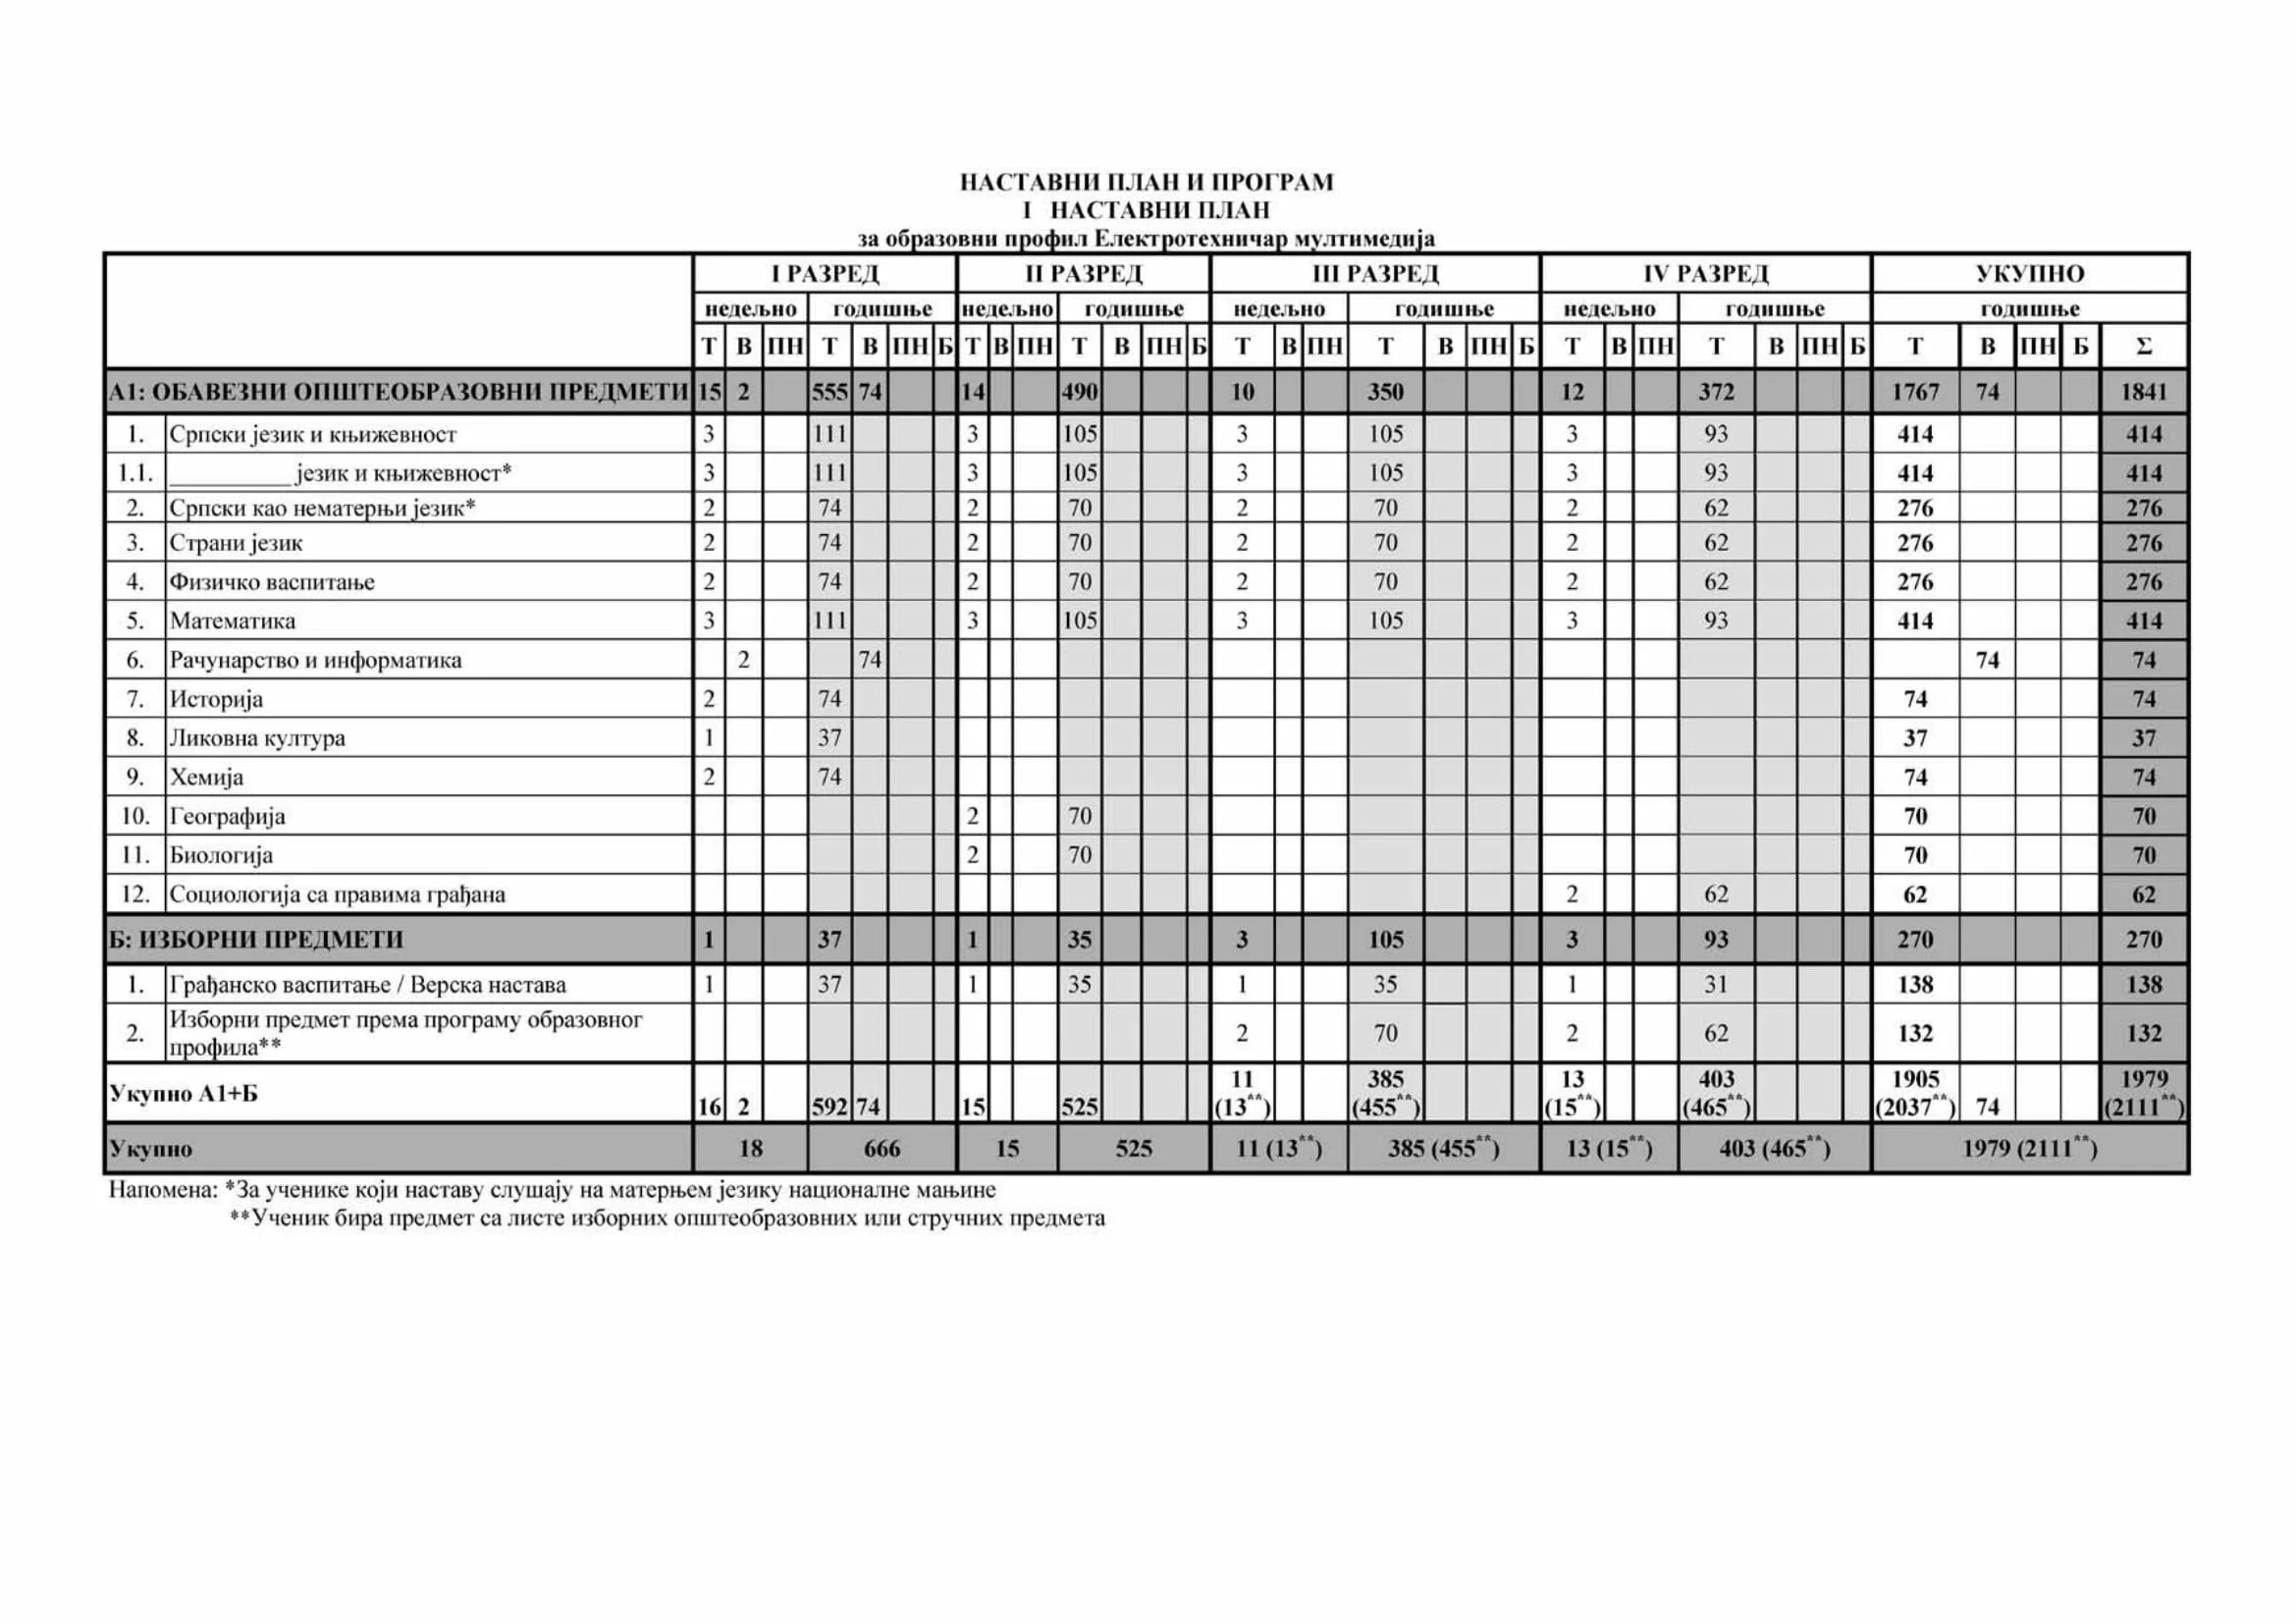 НАСТАВНИ ПЛАН И ПРОГРАМ
I НАСТАВНИ ПЛАН
за образовни профил Електротехничар мултимедија
I РАЗРЕД II РАЗРЕД III РАЗРЕД IV РАЗРЕД УКУПНО
недељно годишње недељно годишње недељно годишње недељно годишње годишње
Т В ПН Т В ПН Б Т В ПН Т В ПН Б Т В ПН Т В ПН Б Т В ПН Т В ПН Б Т В ПН Б Σ
А1: ОБАВЕЗНИ ОПШТЕОБРАЗОВНИ ПРЕДМЕТИ 15 2 555 74 14 490 10 350 12 372 1767 74 1841
1. Српски језик и књижевност 3 111 3 105 3 105 3 93 414 414
1.1. __________ језик и књижевност* 3 111 3 105 3 105 3 93 414 414
2. Српски као нематерњи језик* 2 74 2 70 2 70 2 62 276 276
3. Страни језик 2 74 2 70 2 70 2 62 276 276
4. Физичко васпитање 2 74 2 70 2 70 2 62 276 276
5. Математика 3 111 3 105 3 105 3 93 414 414
6. Рачунарство и информатика 2 74 74 74
7. Историја 2 74 74 74
8. Ликовна култура 1 37 37 37
9. Хемија 2 74 74 74
10. Географија 2 70 70 70
11. Биологија 2 70 70 70
12. Социологија са правима грађана 2 62 62 62
Б: ИЗБОРНИ ПРЕДМЕТИ 1 37 1 35 3 105 3 93 270 270
1. Грађанско васпитање / Верска настава 1 37 1 35 1 35 1 31 138 138
2. Изборни предмет према програму образовног
профила** 2 70 2 62 132 132
Укупно А1+Б 16 2 592 74 15 525 11 (13**) 385 (455**) 13 (15**) 403 (465**) 1905 (2037**) 74 1979 (2111**)
Укупно 18 666 15 525 11 (13**) 385 (455**) 13 (15**) 403 (465**) 1979 (2111**)
Напомена: *За ученике који наставу слушају на матерњем језику националне мањине
**Ученик бира предмет са листе изборних општеобразовних или стручних предмета